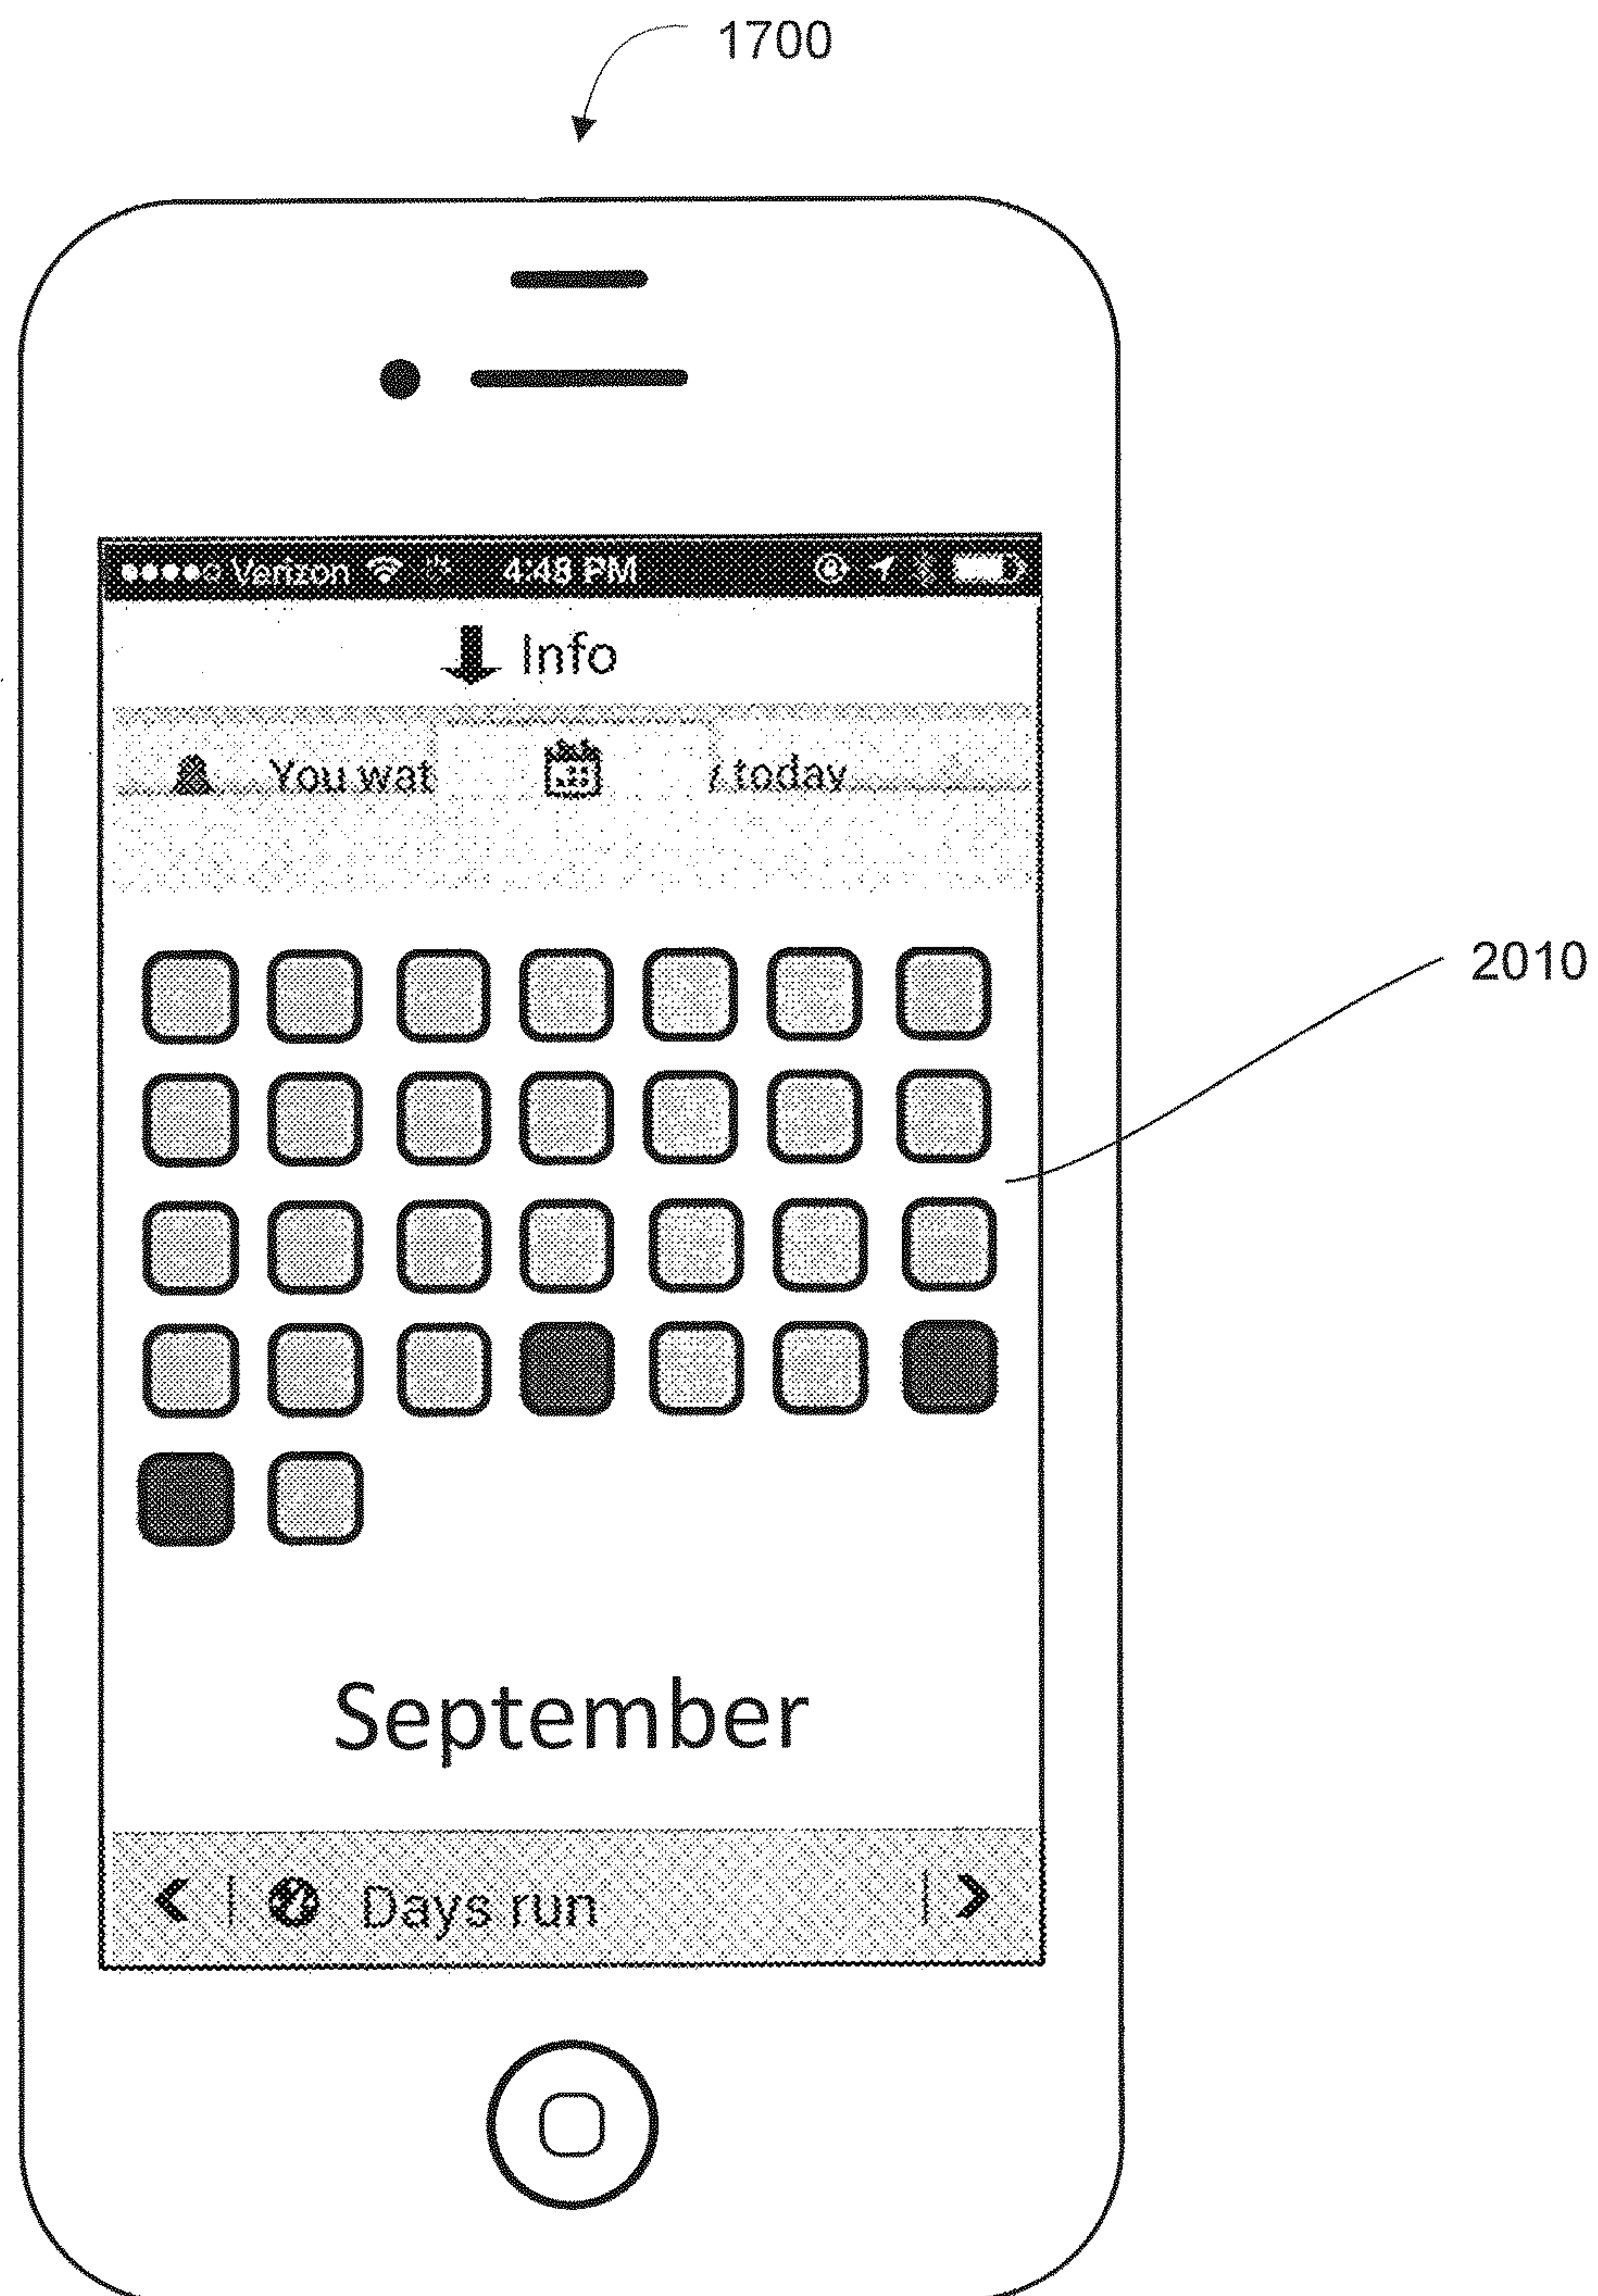 1700
Verizon 4:48 PM
Info
You wat today
2010
September
< | Days run | >